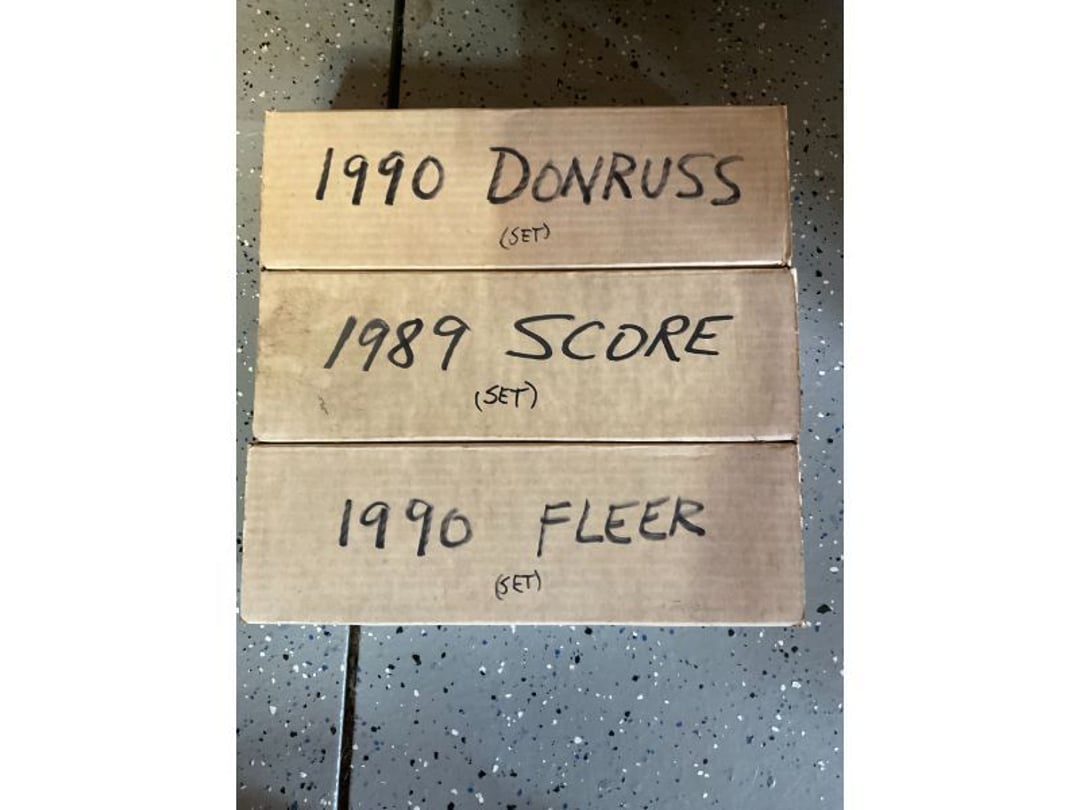 1990 DONRUSS
(SET)
1989 SCORE
(SET)
1990 FLEER
(SET)